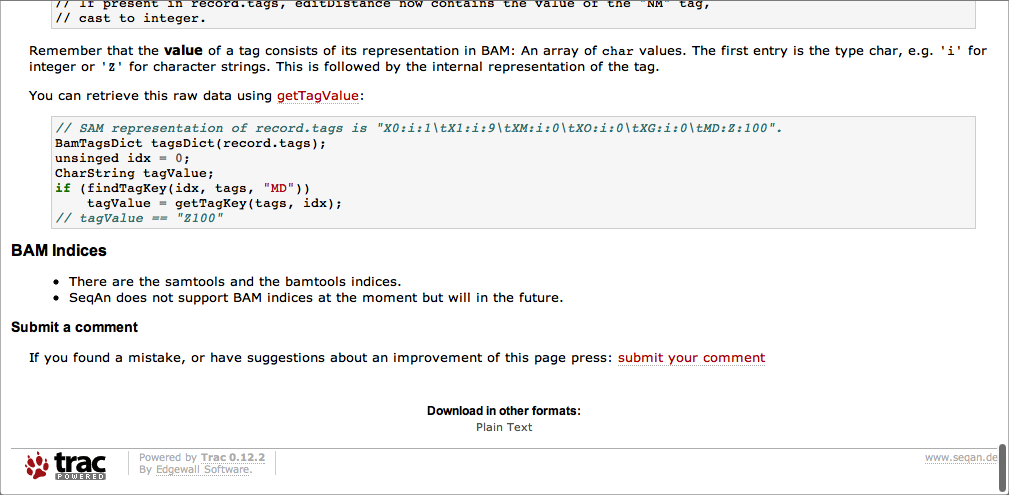 // If present in record.tags, editDistance now contains the value of the "NM" tag,
// cast to integer.
Remember that the value of a tag consists of its representation in BAM: An array of char values. The first entry is the type char, e.g. 'i' for
integer or 'Z' for character strings. This is followed by the internal representation of the tag.
You can retrieve this raw data using getTagValue:
// SAM representation of record.tags is "X0:i:1\tX1:i:9\tXM:i:0\tXO:i:0\tXG:i:0\tMD:Z:100".
BamTagsDict tagsDict(record.tags);
unsinged idx = 0;
CharString tagValue;
if (findTagKey(idx, tags, "MD"))
    tagValue = getTagKey(tags, idx);
// tagValue == "Z100"
BAM Indices
• There are the samtools and the bamtools indices.
• SeqAn does not support BAM indices at the moment but will in the future.
Submit a comment
If you found a mistake, or have suggestions about an improvement of this page press: submit your comment
Download in other formats:
Plain Text
trac
POWERED
Powered by Trac 0.12.2
By Edgewall Software.
www.seqan.de